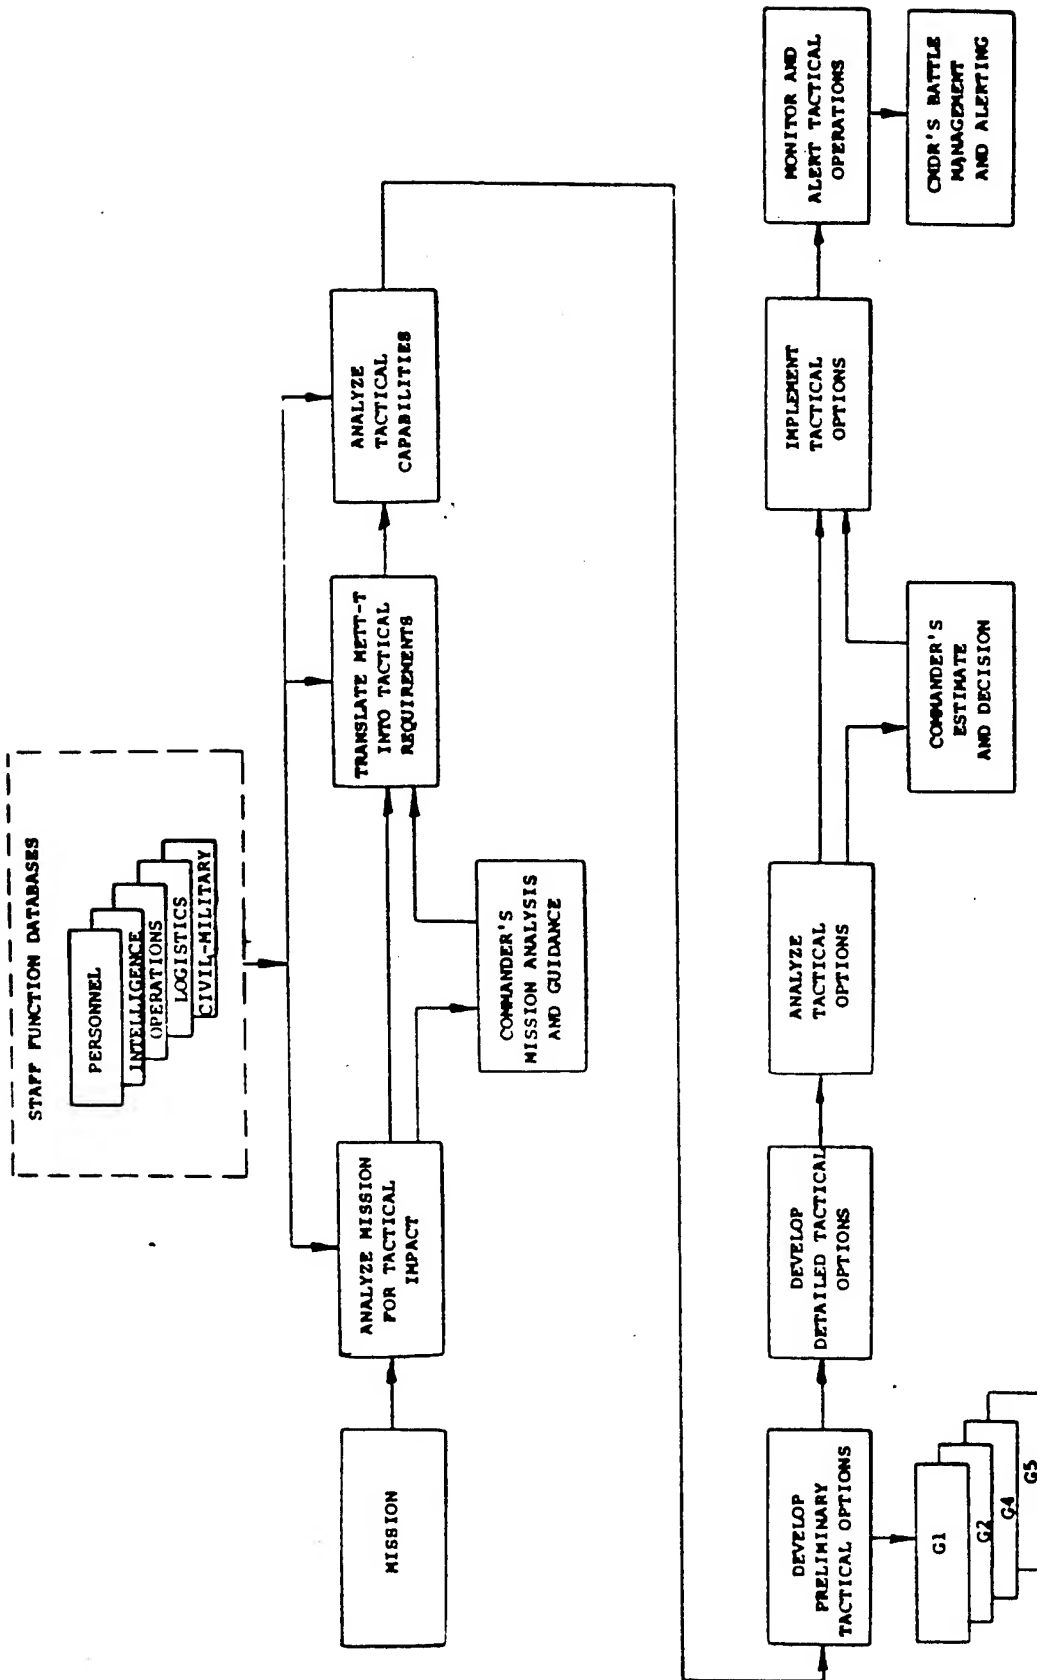 STAFF FUNCTION DATABASES
PERSONNEL
INTELLIGENCE
OPERATIONS
LOGISTICS
CIVIL-MILITARY
MISSION
ANALYZE MISSION
FOR TACTICAL
IMPACT
TRANSLATE METT-T
INTO TACTICAL
REQUIREMENTS
ANALYZE
TACTICAL
CAPABILITIES
COMMANDER'S
MISSION ANALYSIS
AND GUIDANCE
DEVELOP
PRELIMINARY
TACTICAL OPTIONS
DEVELOP
DETAILED TACTICAL
OPTIONS
ANALYZE
TACTICAL
OPTIONS
IMPLEMENT
TACTICAL
OPTIONS
MONITOR AND
ALERT TACTICAL
OPERATIONS
G1
G2
G4
G5
COMMANDER'S
ESTIMATE
AND DECISION
CMDR'S BATTLE
MANAGEMENT
AND ALERTING